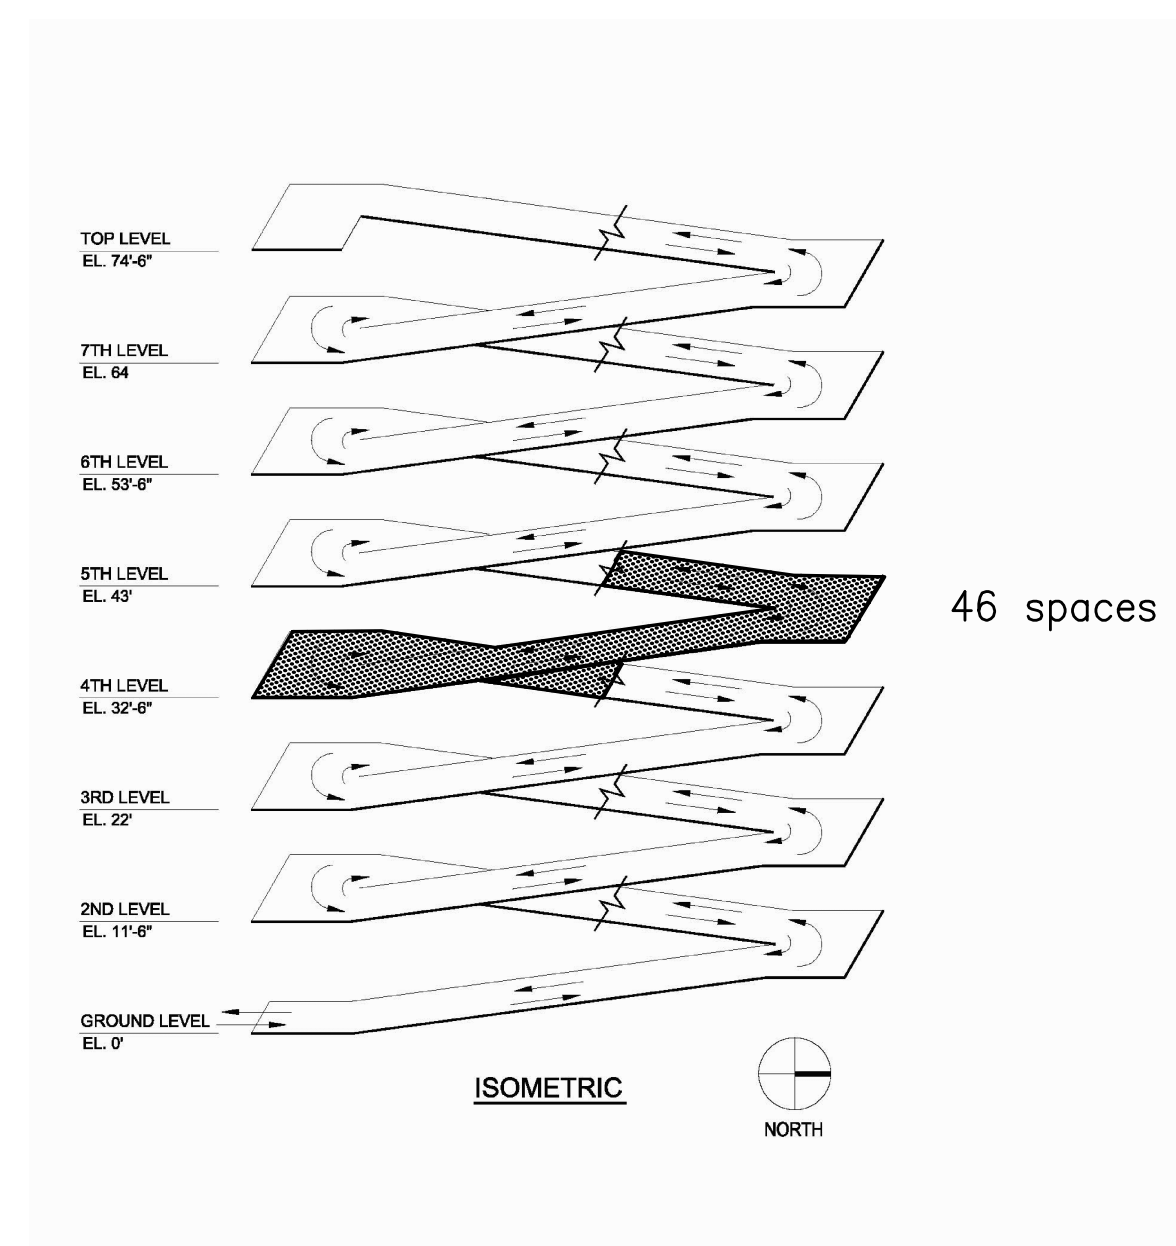 TOP LEVEL
EL. 74'-6"
7TH LEVEL
EL. 64
6TH LEVEL
EL. 53'-6"
5TH LEVEL
EL. 43'
46 spaces
4TH LEVEL
EL. 32'-6"
3RD LEVEL
EL. 22'
2ND LEVEL
EL. 11'-6"
GROUND LEVEL
EL. 0'
ISOMETRIC
NORTH